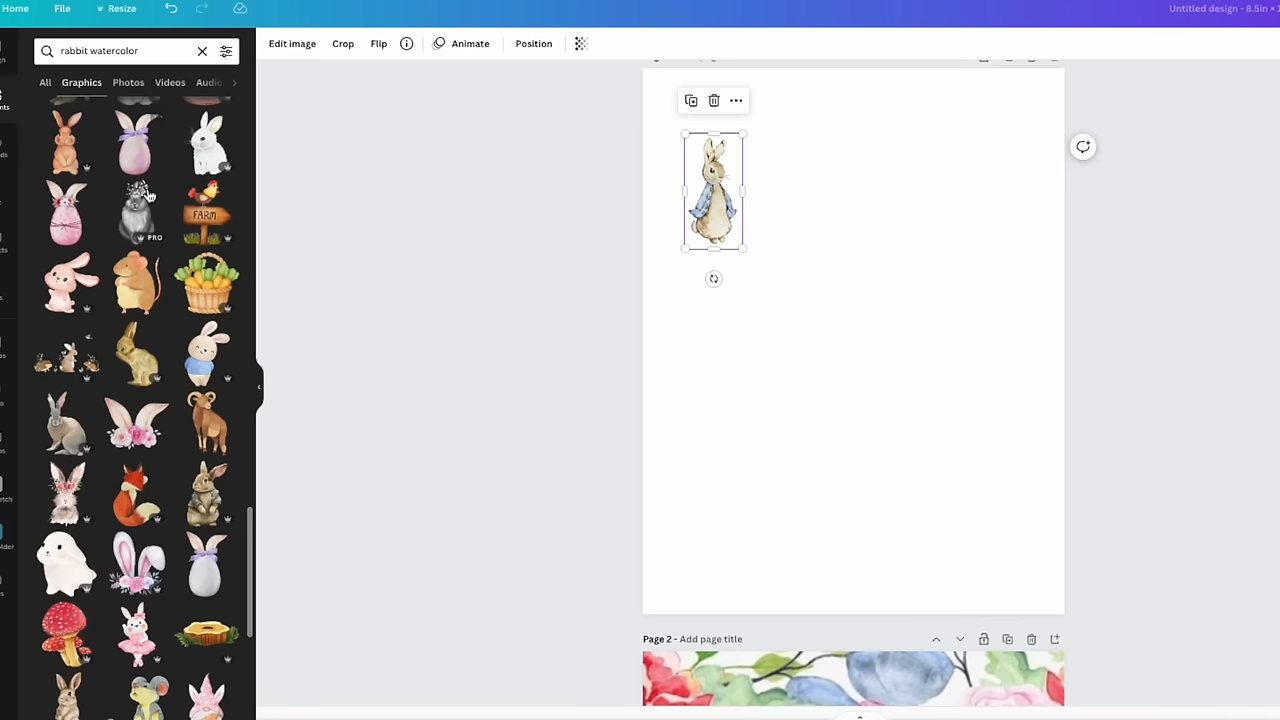 Home File Resize Untitled design - 8.5in ×
rabbit watercolor
Edit image Crop Flip Animate Position
All Graphics Photos Videos Audio
PRO
FARM
Page 2 - Add page title